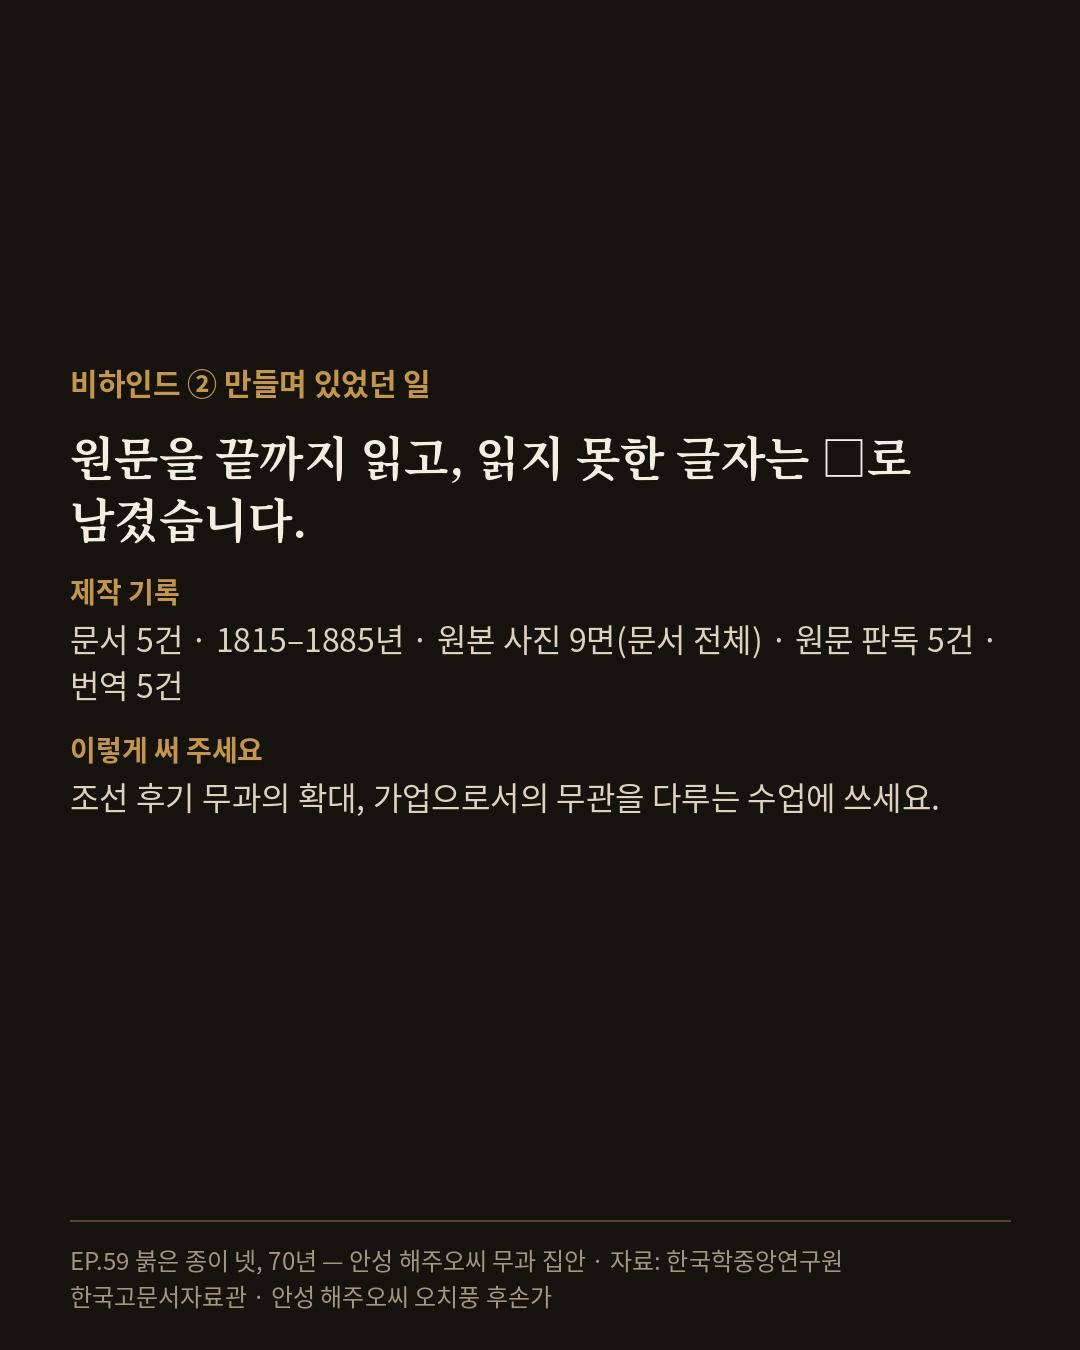 비하인드 ② 만들며 있었던 일
원문을 끝까지 읽고, 읽지 못한 글자는 □로
남겼습니다.
제작 기록
문서 5건 · 1815–1885년 · 원본 사진 9면(문서 전체) · 원문 판독 5건 ·
번역 5건
이렇게 써 주세요
조선 후기 무과의 확대, 가업으로서의 무관을 다루는 수업에 쓰세요.
EP.59 붉은 종이 넷, 70년 — 안성 해주오씨 무과 집안 · 자료: 한국학중앙연구원
한국고문서자료관 · 안성 해주오씨 오치풍 후손가